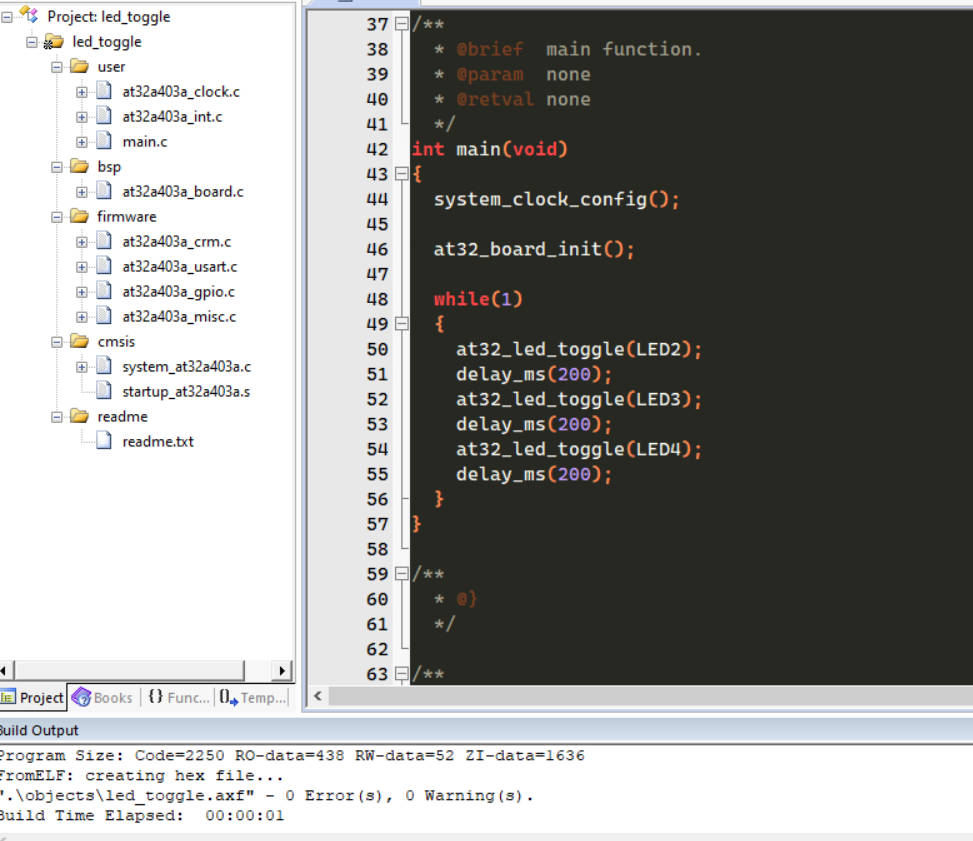 Project: led_toggle
led_toggle
user
at32a403a_clock.c
at32a403a_int.c
main.c
bsp
at32a403a_board.c
firmware
at32a403a_crm.c
at32a403a_usart.c
at32a403a_gpio.c
at32a403a_misc.c
cmsis
system_at32a403a.c
startup_at32a403a.s
readme
readme.txt
Project Books {} Func... Temp...
37 /**
38   * @brief  main function.
39   * @param  none
40   * @retval none
41   */
42 int main(void)
43 {
44   system_clock_config();
45
46   at32_board_init();
47
48   while(1)
49   {
50     at32_led_toggle(LED2);
51     delay_ms(200);
52     at32_led_toggle(LED3);
53     delay_ms(200);
54     at32_led_toggle(LED4);
55     delay_ms(200);
56   }
57 }
58
59 /**
60   * @}
61   */
62
63 /**
Build Output
Program Size: Code=2250 RO-data=438 RW-data=52 ZI-data=1636
FromELF: creating hex file...
".\objects\led_toggle.axf" - 0 Error(s), 0 Warning(s).
Build Time Elapsed:  00:00:01